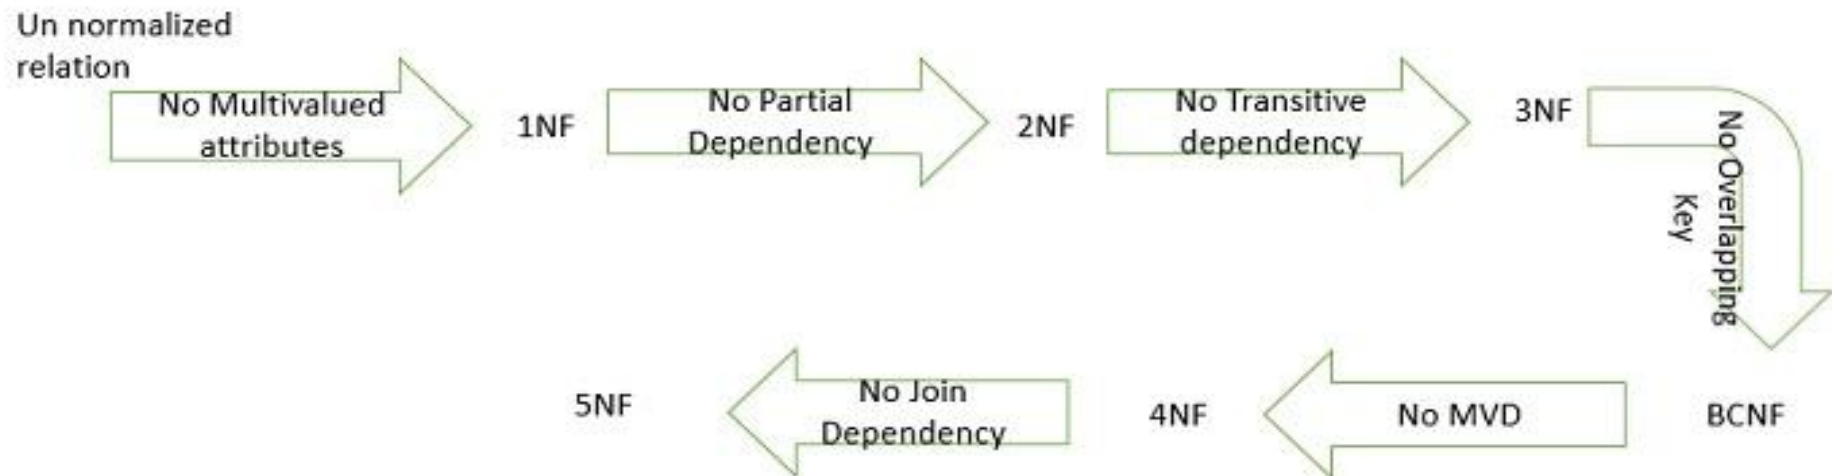 Un normalized
relation
No Multivalued
attributes
1NF
No Partial
Dependency
2NF
No Transitive
dependency
3NF
No Overlapping
Key
BCNF
No MVD
4NF
No Join
Dependency
5NF